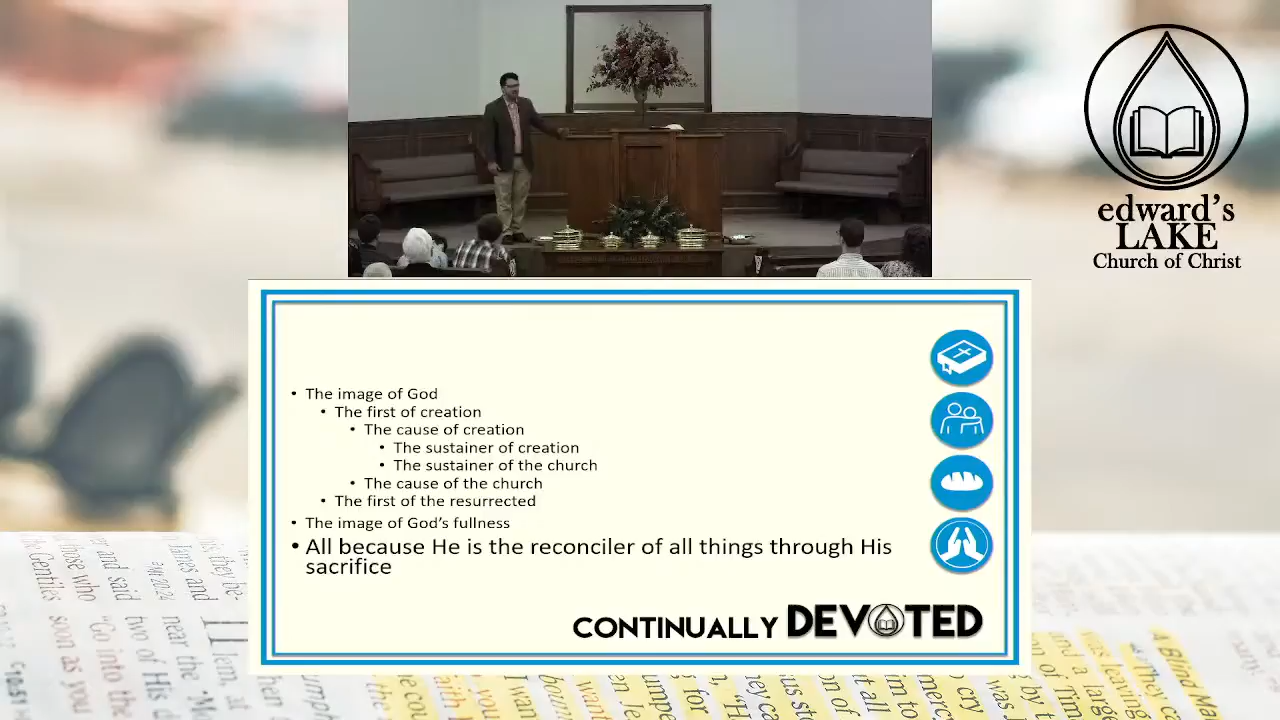 edward's
LAKE
Church of Christ
• The image of God
• The first of creation
• The cause of creation
• The sustainer of creation
• The sustainer of the church
• The cause of the church
• The first of the resurrected
• The image of God's fullness
• All because He is the reconciler of all things through His
sacrifice
CONTINUALLY DEVOTED